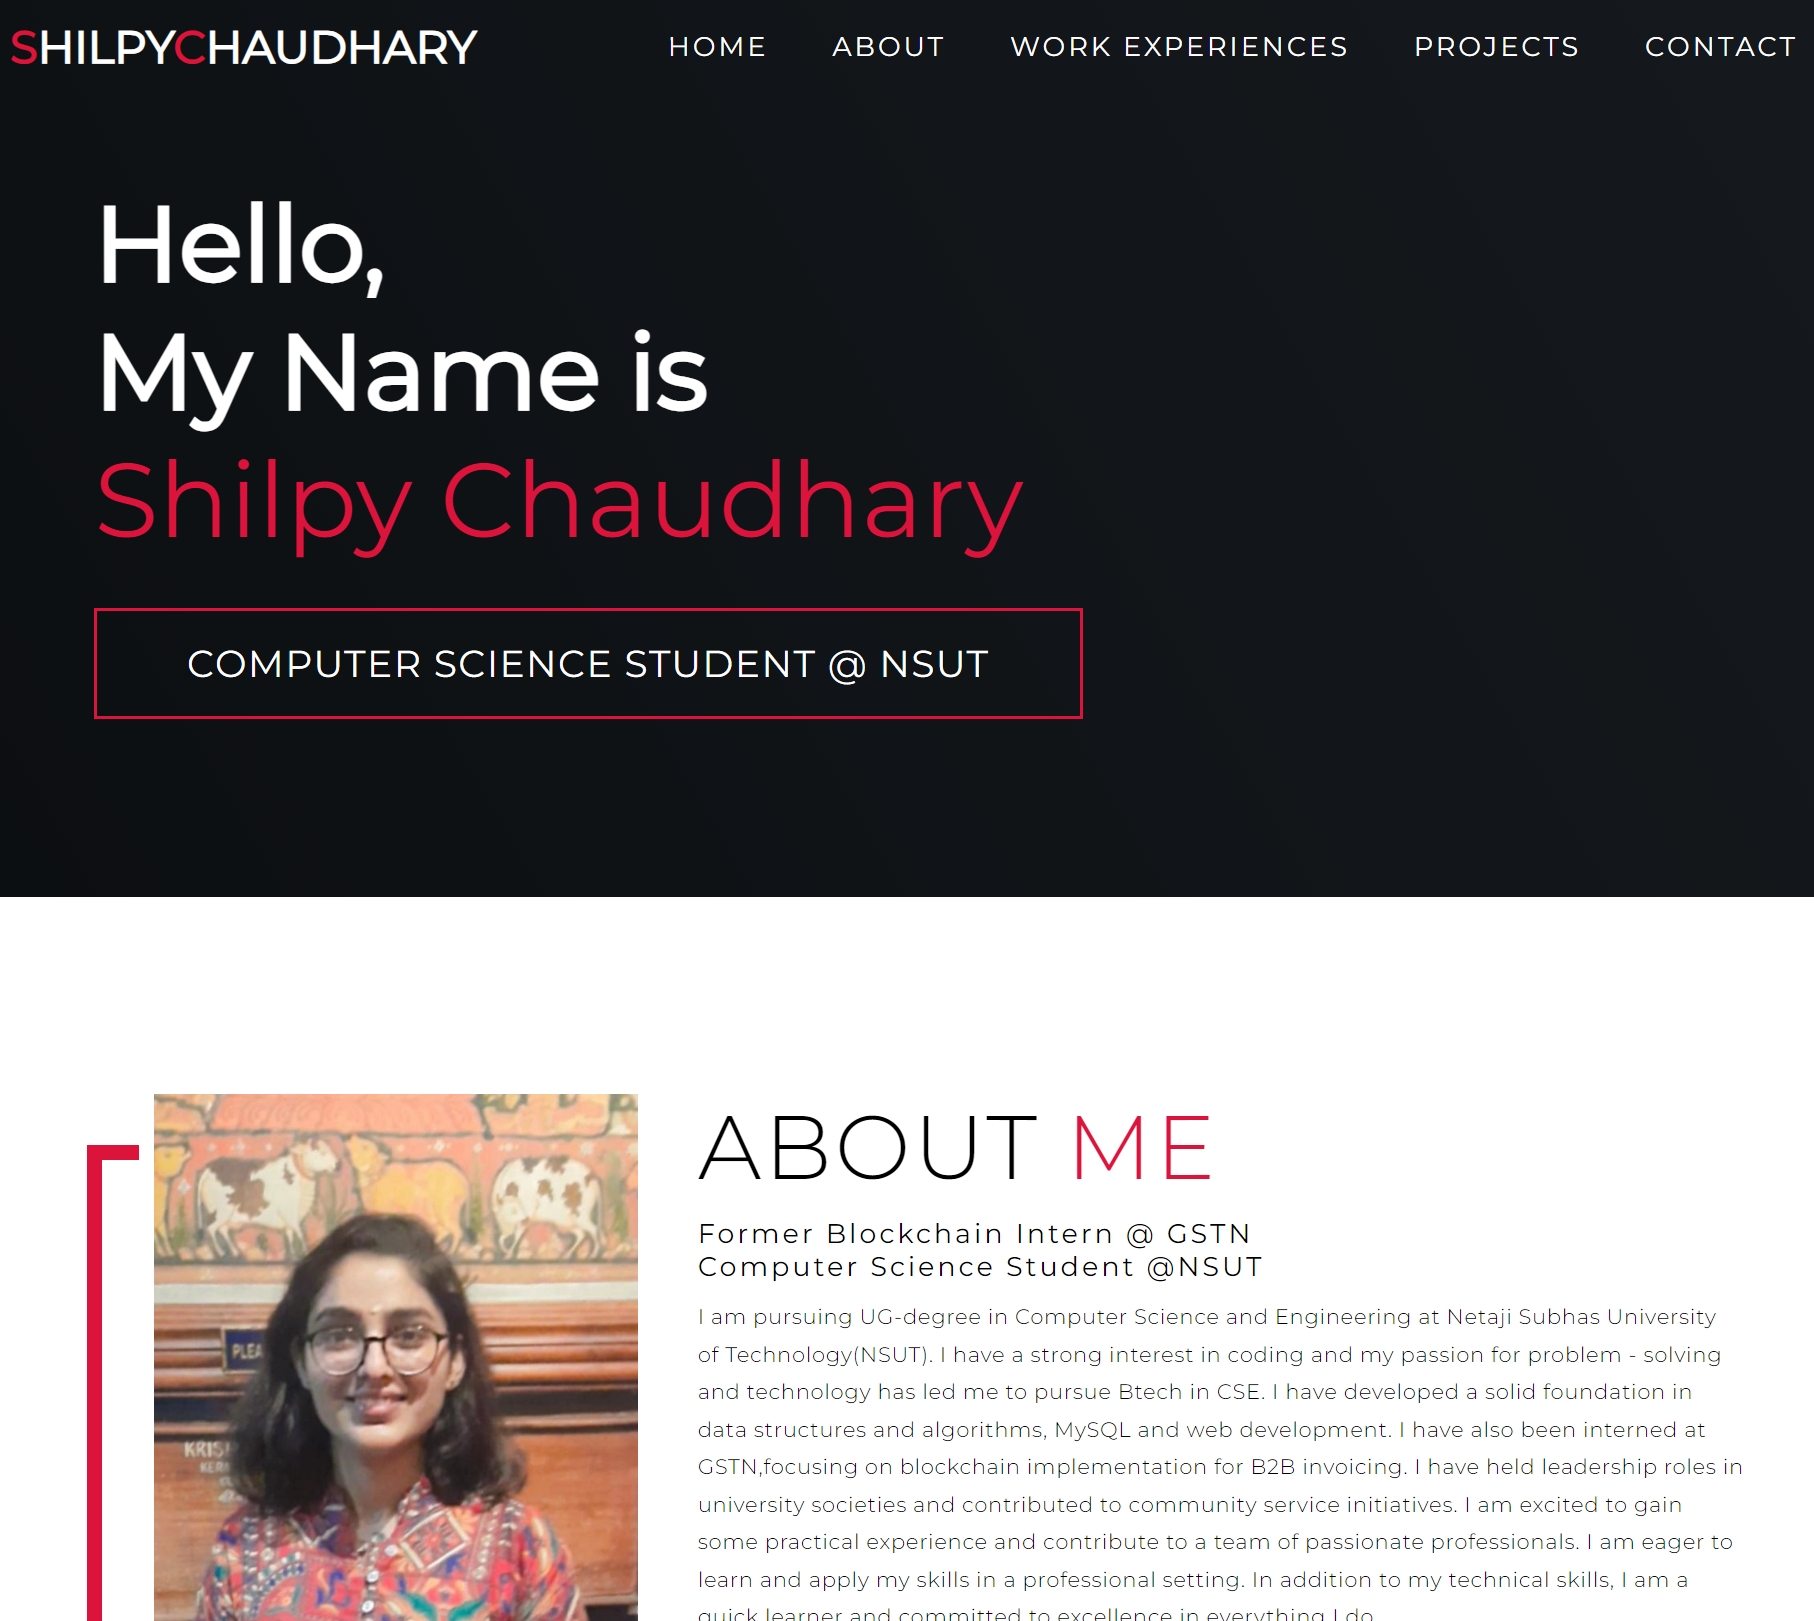 SHILPYCHAUDHARY
HOME ABOUT WORK EXPERIENCES PROJECTS CONTACT
Hello,
My Name is
Shilpy Chaudhary
COMPUTER SCIENCE STUDENT @ NSUT
ABOUT ME
Former Blockchain Intern @ GSTN
Computer Science Student @NSUT
I am pursuing UG-degree in Computer Science and Engineering at Netaji Subhas University
of Technology(NSUT). I have a strong interest in coding and my passion for problem - solving
and technology has led me to pursue Btech in CSE. I have developed a solid foundation in
data structures and algorithms, MySQL and web development. I have also been interned at
GSTN,focusing on blockchain implementation for B2B invoicing. I have held leadership roles in
university societies and contributed to community service initiatives. I am excited to gain
some practical experience and contribute to a team of passionate professionals. I am eager to
learn and apply my skills in a professional setting. In addition to my technical skills, I am a
quick learner and committed to excellence in everything I do.
PLEA
KRIS
KER